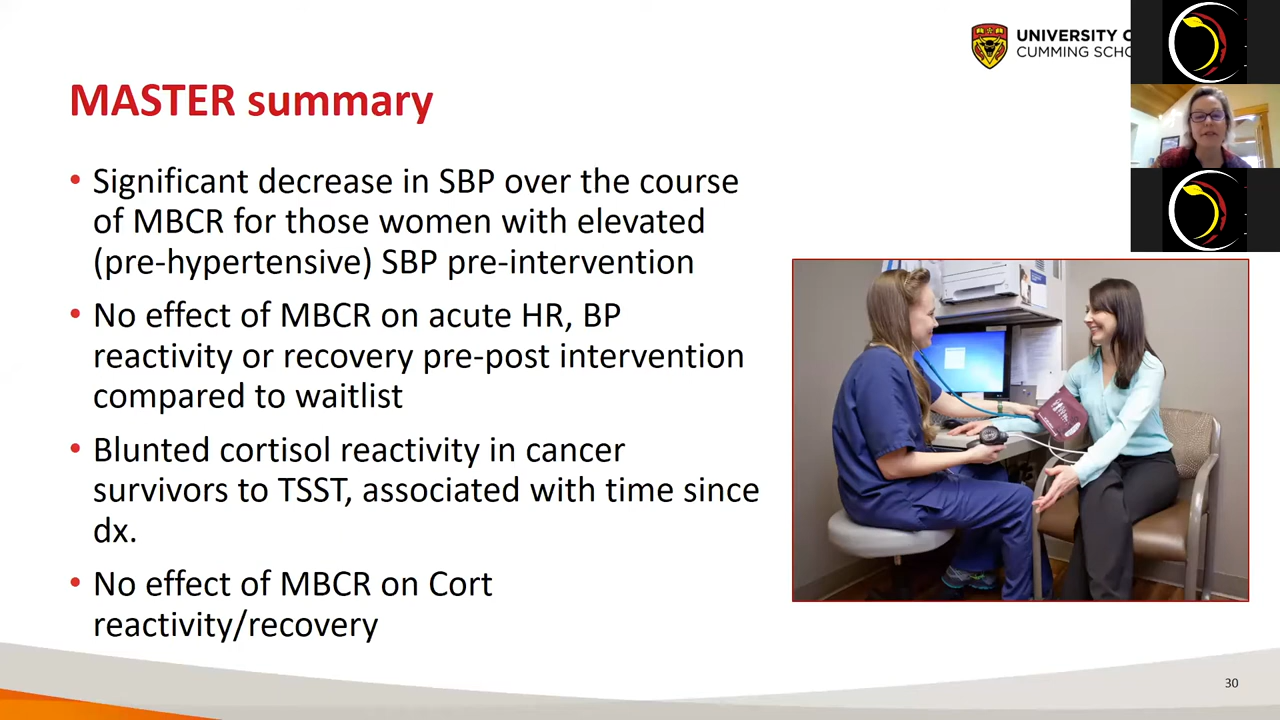 UNIVERSITY
CUMMING
MASTER summary
• Significant decrease in SBP over the course
of MBCR for those women with elevated
(pre-hypertensive) SBP pre-intervention
• No effect of MBCR on acute HR, BP
reactivity or recovery pre-post intervention
compared to waitlist
• Blunted cortisol reactivity in cancer
survivors to TSST, associated with time since
dx.
• No effect of MBCR on Cort
reactivity/recovery
30